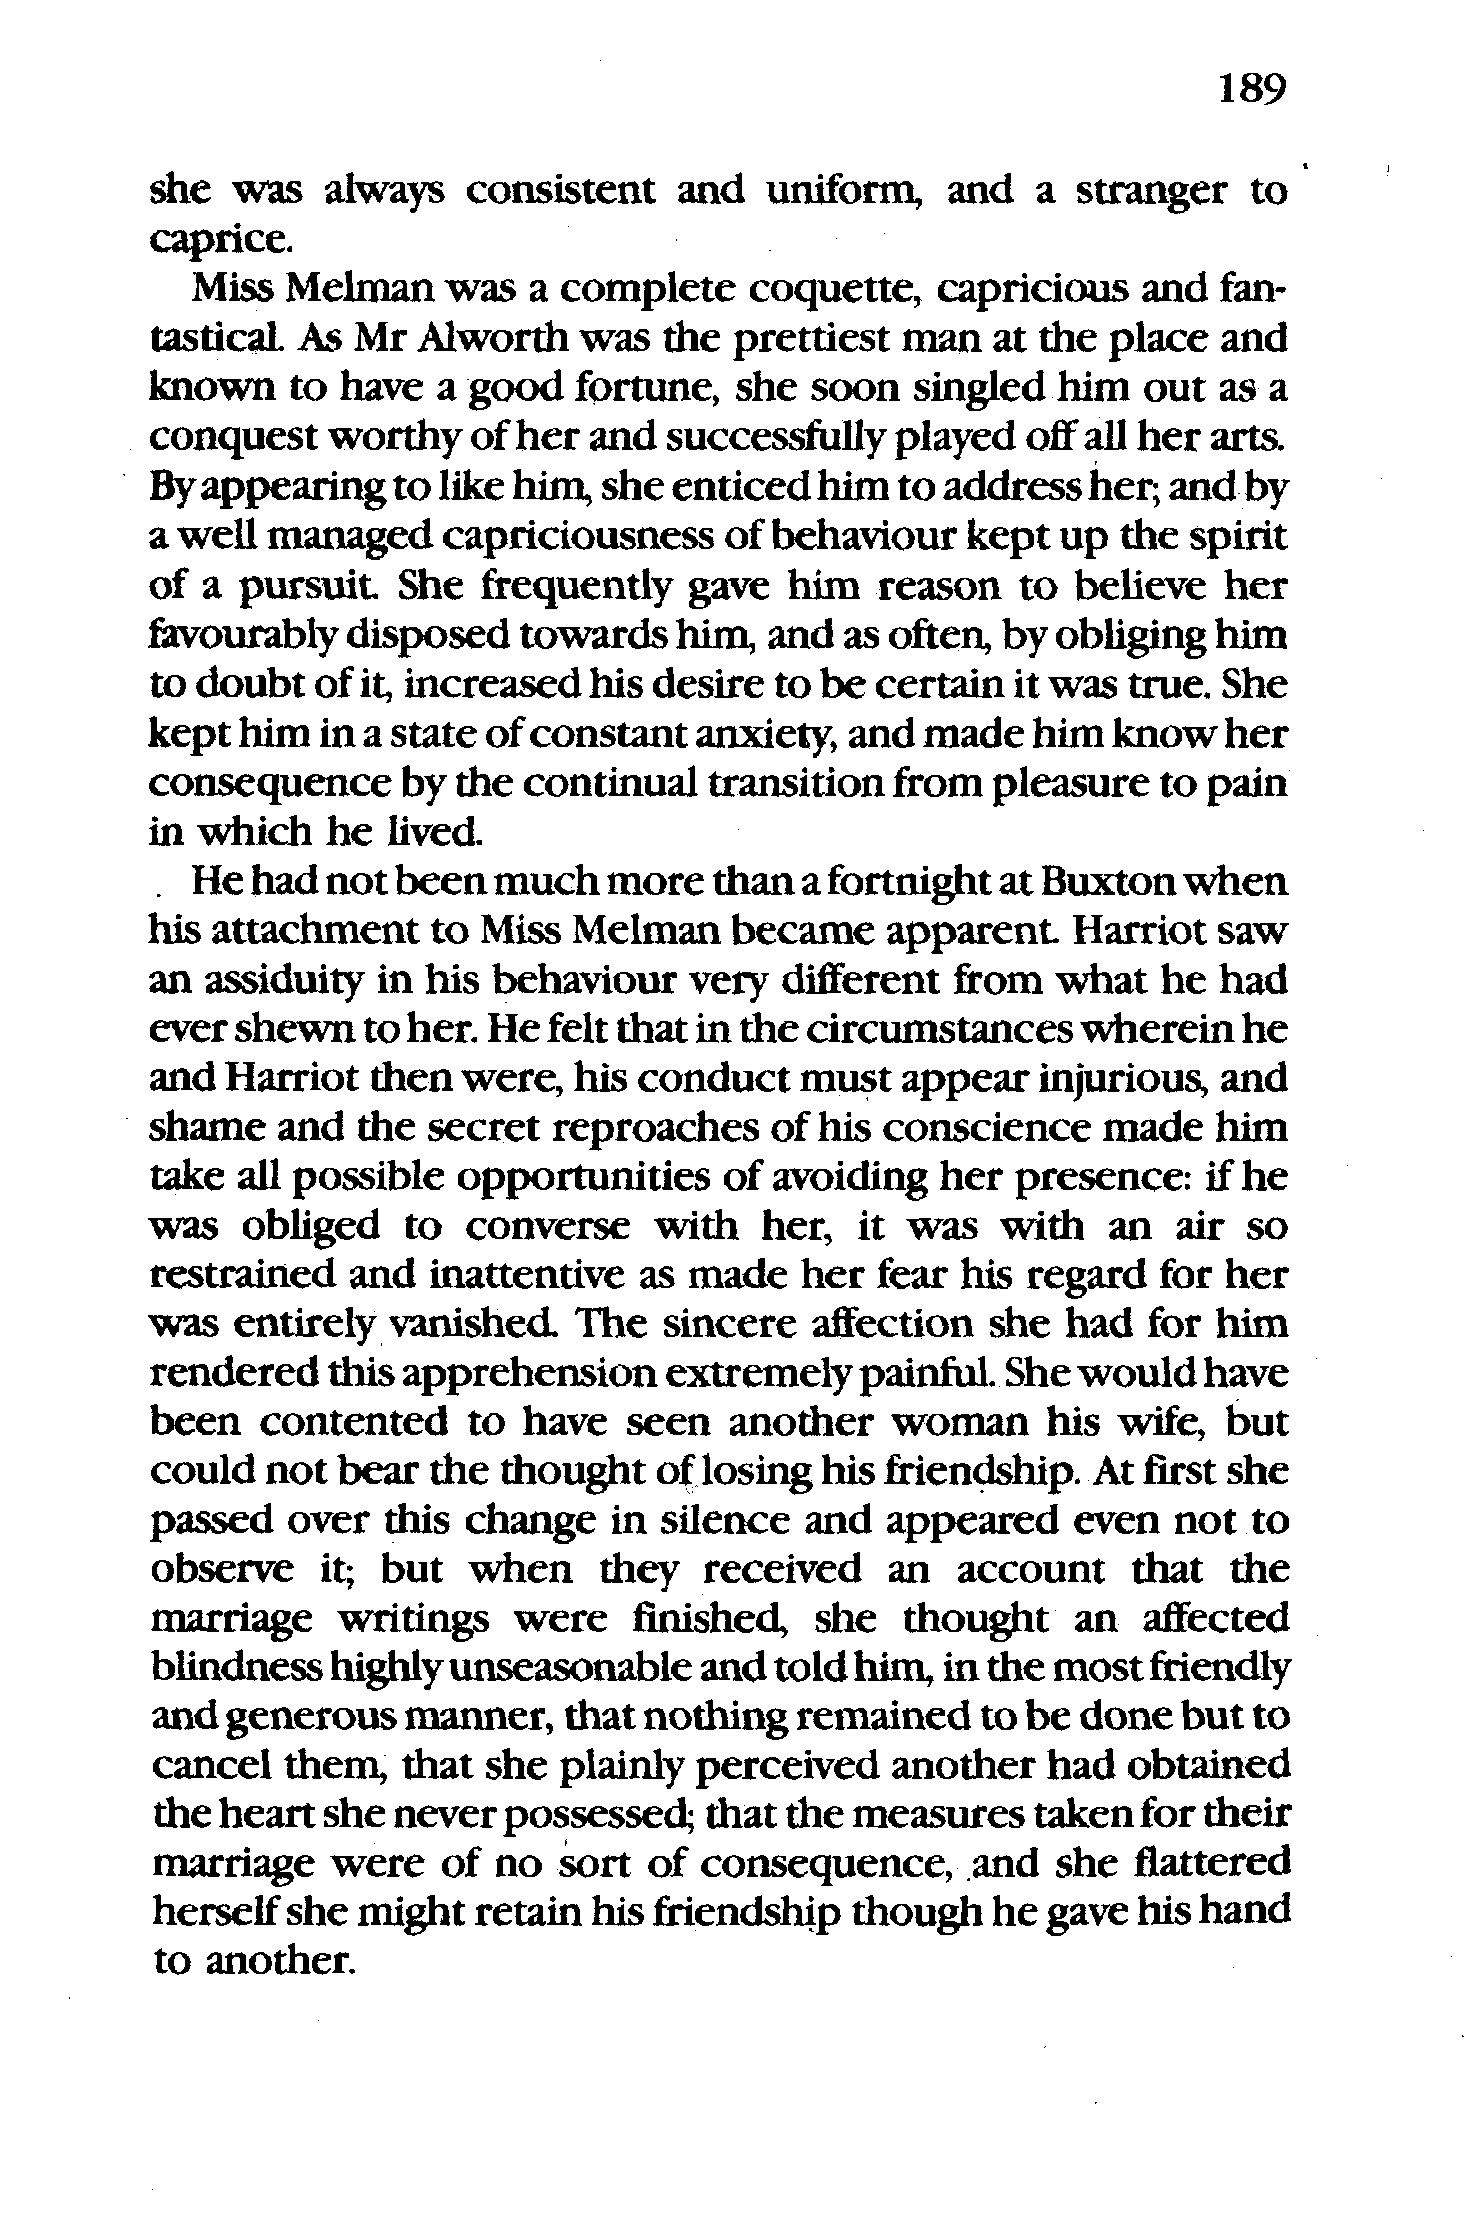 189
she was always consistent and uniform, and a stranger to
caprice.
Miss Melman was a complete coquette, capricious and fan-
tastical. As Mr Alworth was the prettiest man at the place and
known to have a good fortune, she soon singled him out as a
conquest worthy of her and successfully played off all her arts.
By appearing to like him, she enticed him to address her; and by
a well managed capriciousness of behaviour kept up the spirit
of a pursuit. She frequently gave him reason to believe her
favourably disposed towards him, and as often, by obliging him
to doubt of it, increased his desire to be certain it was true. She
kept him in a state of constant anxiety, and made him know her
consequence by the continual transition from pleasure to pain
in which he lived.
He had not been much more than a fortnight at Buxton when
his attachment to Miss Melman became apparent. Harriot saw
an assiduity in his behaviour very different from what he had
ever shewn to her. He felt that in the circumstances wherein he
and Harriot then were, his conduct must appear injurious, and
shame and the secret reproaches of his conscience made him
take all possible opportunities of avoiding her presence: if he
was obliged to converse with her, it was with an air so
restrained and inattentive as made her fear his regard for her
was entirely vanished. The sincere affection she had for him
rendered this apprehension extremely painful. She would have
been contented to have seen another woman his wife, but
could not bear the thought of losing his friendship. At first she
passed over this change in silence and appeared even not to
observe it; but when they received an account that the
marriage writings were finished, she thought an affected
blindness highly unseasonable and told him, in the most friendly
and generous manner, that nothing remained to be done but to
cancel them, that she plainly perceived another had obtained
the heart she never possessed; that the measures taken for their
marriage were of no sort of consequence, and she flattered
herself she might retain his friendship though he gave his hand
to another.